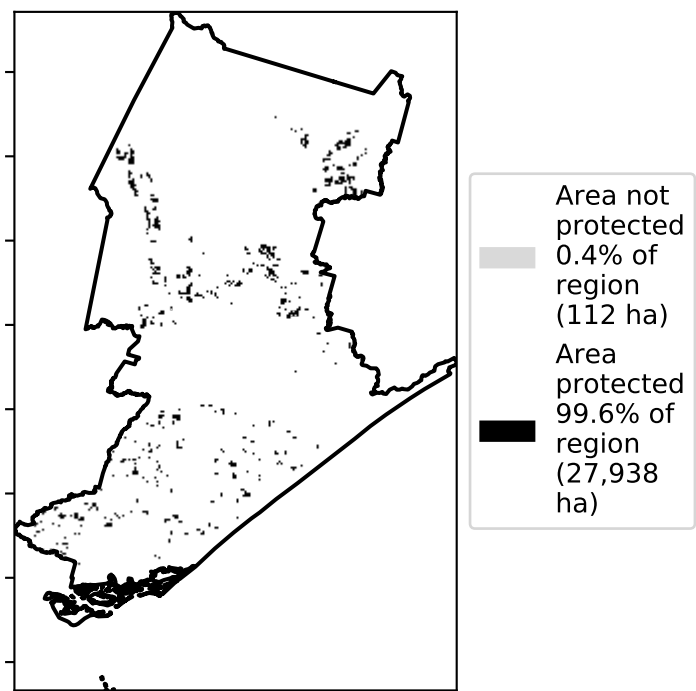 Area not
protected
0.4% of
region
(112 ha)
Area
protected
99.6% of
region
(27,938
ha)